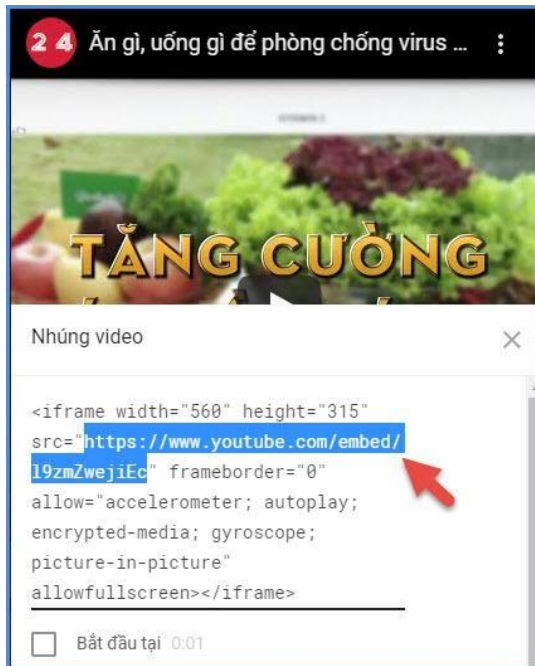 24 Ăn gì, uống gì để phòng chống virus ...
TĂNG CƯỜNG
Nhúng video
<iframe width="560" height="315"
src="https://www.youtube.com/embed/
l9zmZwejiEc" frameborder="0"
allow="accelerometer; autoplay;
encrypted-media; gyroscope;
picture-in-picture"
allowfullscreen></iframe>
Bắt đầu tại 0:01